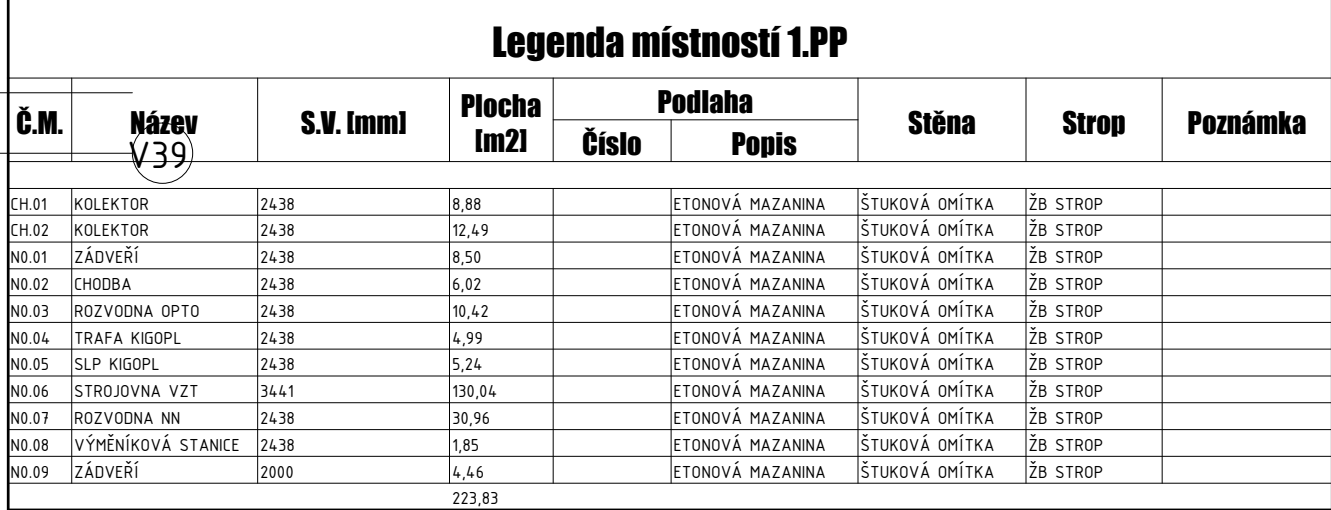 Legenda místností 1.PP
Č.M. Název S.V. [mm] Plocha [m2] Podlaha Číslo Popis Stěna Strop Poznámka
V39
CH.01 KOLEKTOR 2438 8,88 ETONOVÁ MAZANINA ŠTUKOVÁ OMÍTKA ŽB STROP
CH.02 KOLEKTOR 2438 12,49 ETONOVÁ MAZANINA ŠTUKOVÁ OMÍTKA ŽB STROP
N0.01 ZÁDVEŘÍ 2438 8,50 ETONOVÁ MAZANINA ŠTUKOVÁ OMÍTKA ŽB STROP
N0.02 CHODBA 2438 6,02 ETONOVÁ MAZANINA ŠTUKOVÁ OMÍTKA ŽB STROP
N0.03 ROZVODNA OPTO 2438 10,42 ETONOVÁ MAZANINA ŠTUKOVÁ OMÍTKA ŽB STROP
N0.04 TRAFA KIGOPL 2438 4,99 ETONOVÁ MAZANINA ŠTUKOVÁ OMÍTKA ŽB STROP
N0.05 SLP KIGOPL 2438 5,24 ETONOVÁ MAZANINA ŠTUKOVÁ OMÍTKA ŽB STROP
N0.06 STROJOVNA VZT 3441 130,04 ETONOVÁ MAZANINA ŠTUKOVÁ OMÍTKA ŽB STROP
N0.07 ROZVODNA NN 2438 30,96 ETONOVÁ MAZANINA ŠTUKOVÁ OMÍTKA ŽB STROP
N0.08 VÝMĚNÍKOVÁ STANICE 2438 1,85 ETONOVÁ MAZANINA ŠTUKOVÁ OMÍTKA ŽB STROP
N0.09 ZÁDVEŘÍ 2000 4,46 ETONOVÁ MAZANINA ŠTUKOVÁ OMÍTKA ŽB STROP
223,83